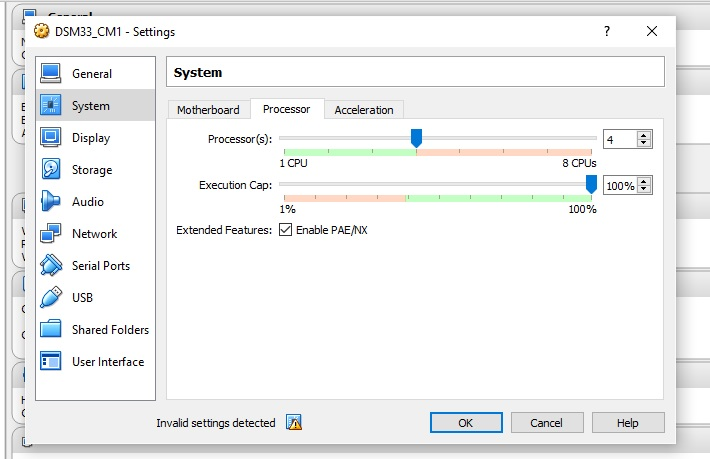 General
DSM33_CM1 - Settings
?
General
System
Display
Storage
Audio
Network
Serial Ports
USB
Shared Folders
User Interface
System
Motherboard Processor Acceleration
Processor(s): 4
1 CPU 8 CPUs
Execution Cap: 100%
1% 100%
Extended Features: Enable PAE/NX
Invalid settings detected
OK Cancel Help